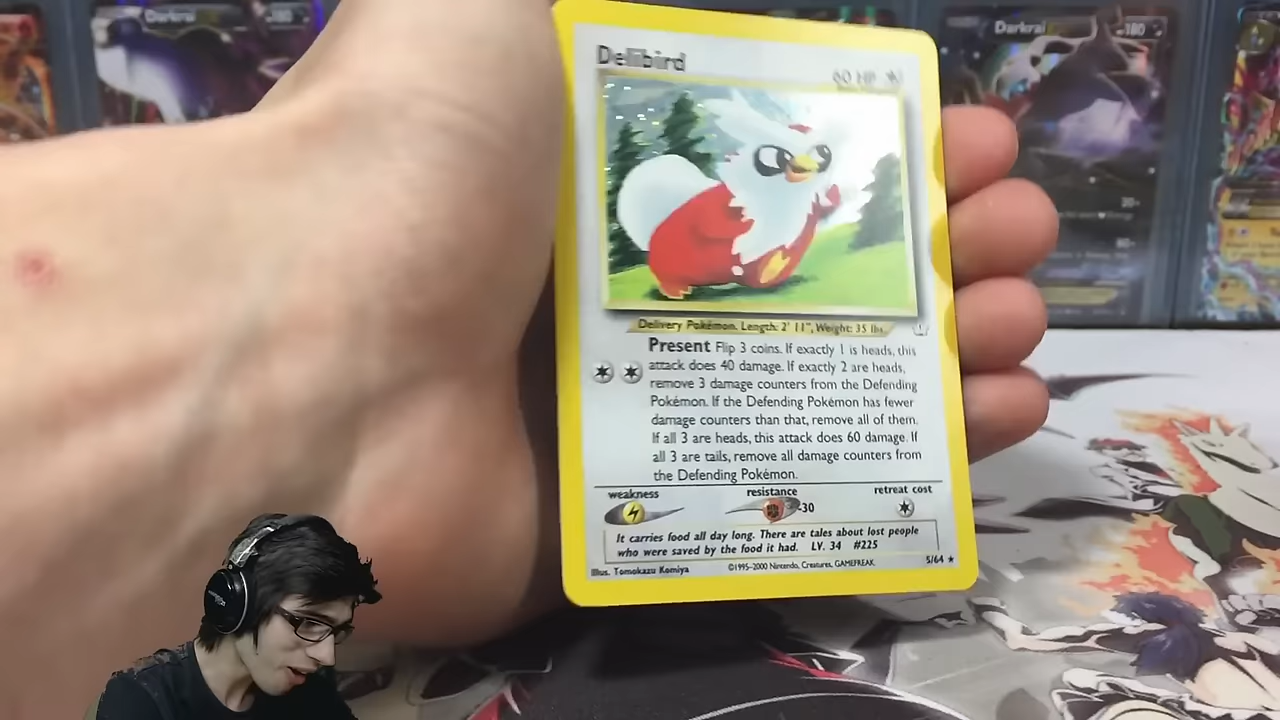 Darkrai
180
Darkrai
180
Delibird
60 HP
Delivery Pokémon. Length: 2' 11", Weight: 35 lbs.
Present Flip 3 coins. If exactly 1 is heads, this
attack does 40 damage. If exactly 2 are heads,
remove 3 damage counters from the Defending
Pokémon. If the Defending Pokémon has fewer
damage counters than that, remove all of them.
If all 3 are heads, this attack does 60 damage. If
all 3 are tails, remove all damage counters from
the Defending Pokémon.
weakness
resistance
retreat cost
-30
It carries food all day long. There are tales about lost people
who were saved by the food it had. LV. 34 #225
Illus. Tomokazu Komiya
©1995-2000 Nintendo, Creatures, GAMEFREAK.
5/64 ★